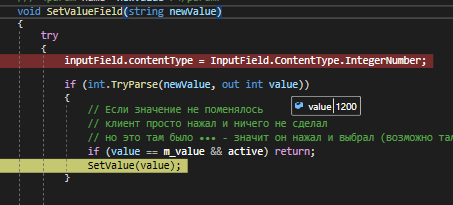 void SetValueField(string newValue)
{
try
{
inputField.contentType = InputField.ContentType.IntegerNumber;
if (int.TryParse(newValue, out int value))
{
value 1200
// Если значение не поменялось
// клиент просто нажал и ничего не сделал
// но это там было ••• - значит он нажал и выбрал (возможно
if (value == m_value && active) return;
SetValue(value);
}